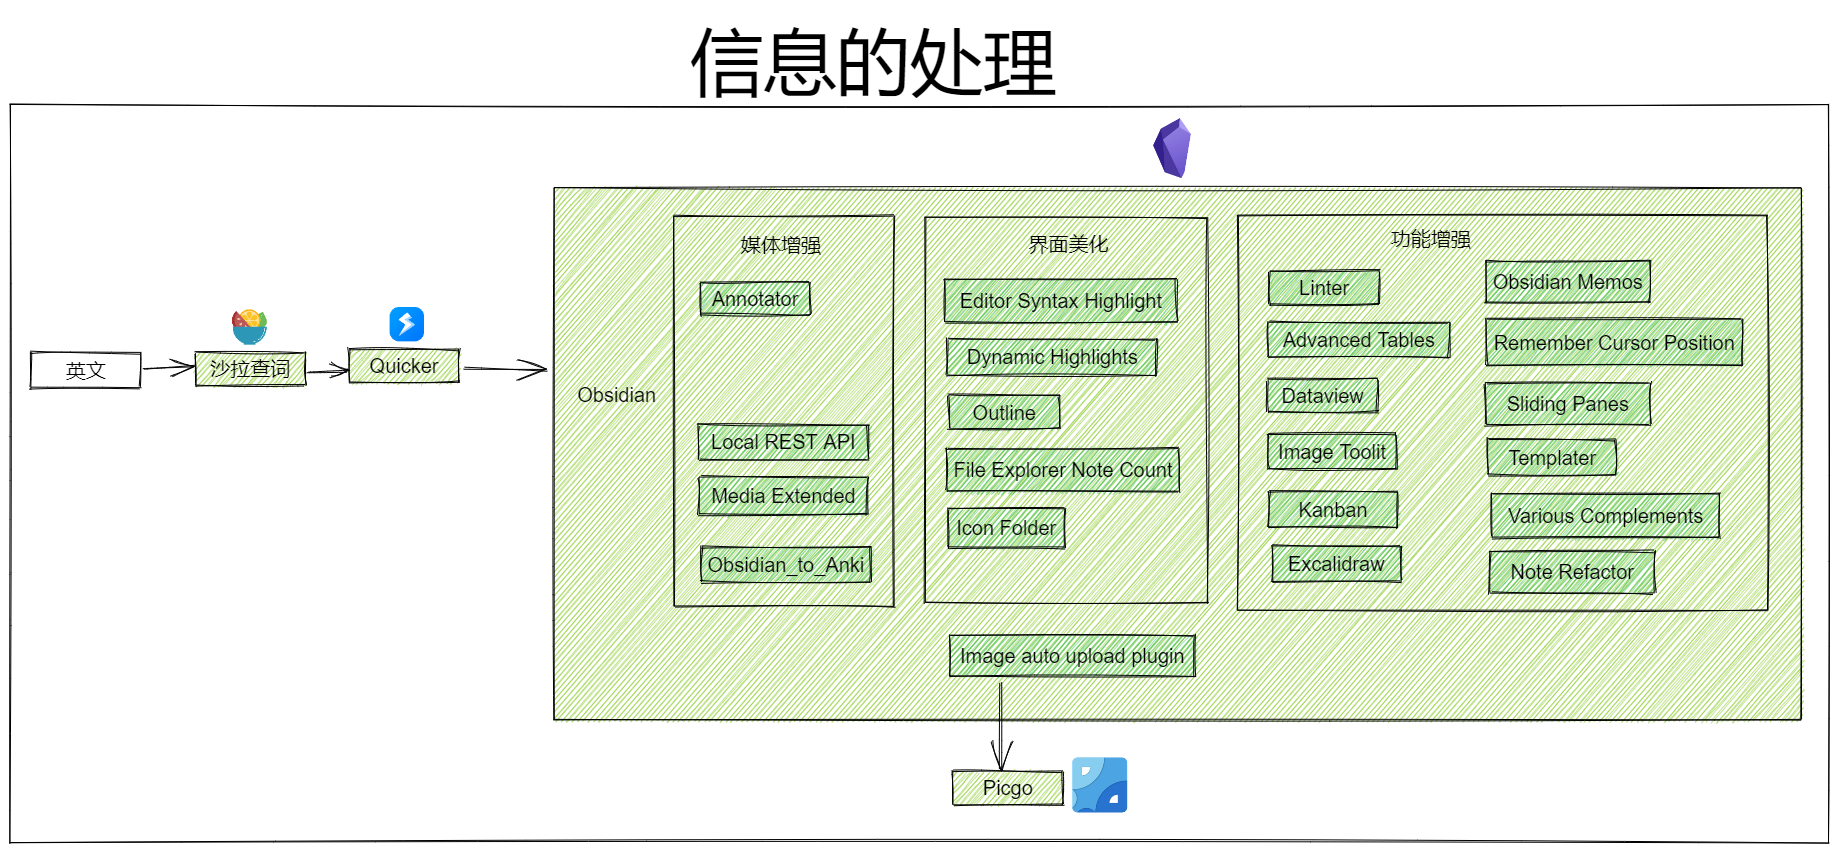 信息的处理
英文
沙拉查词
Quicker
Obsidian
媒体增强
Annotator
Local REST API
Media Extended
Obsidian_to_Anki
界面美化
Editor Syntax Highlight
Dynamic Highlights
Outline
File Explorer Note Count
Icon Folder
功能增强
Linter
Advanced Tables
Dataview
Image Toolit
Kanban
Excalidraw
Obsidian Memos
Remember Cursor Position
Sliding Panes
Templater
Various Complements
Note Refactor
Image auto upload plugin
Picgo